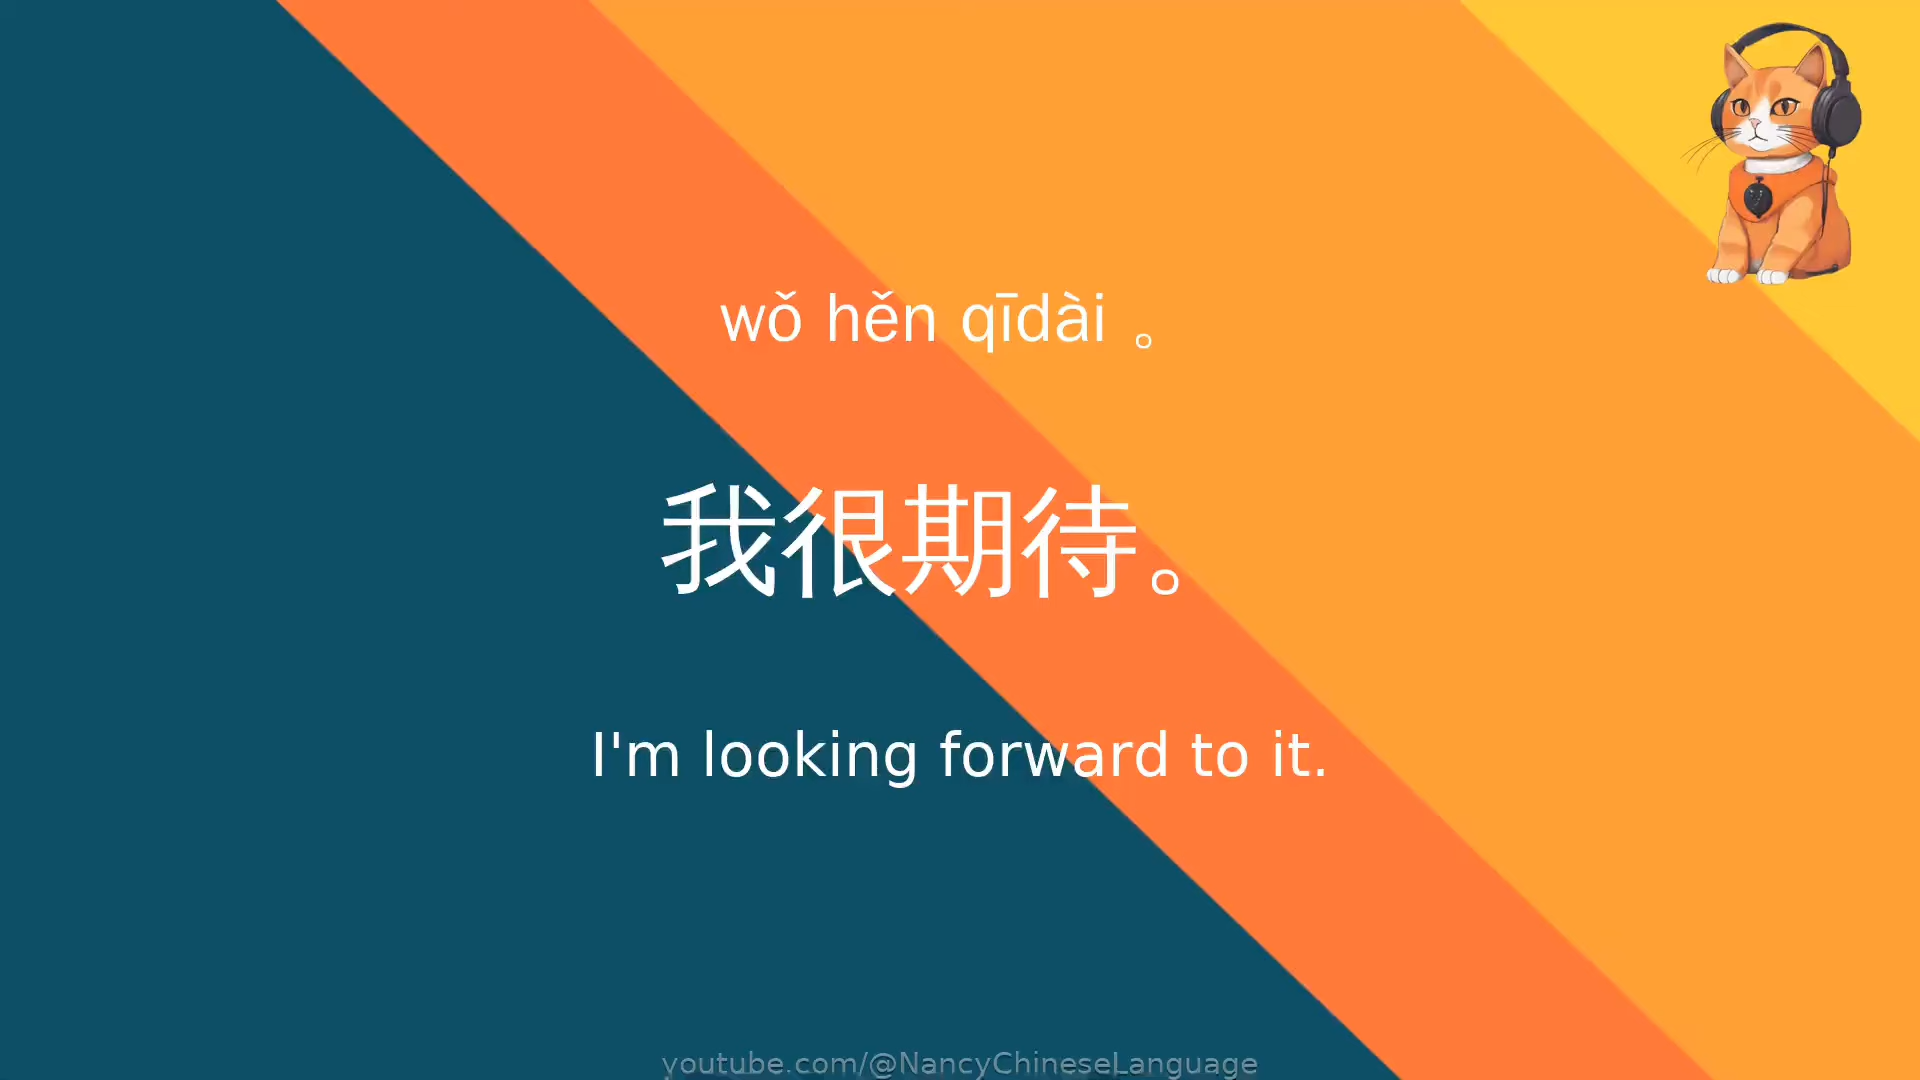 wǒ hěn qīdài 。
我很期待。
I'm looking forward to it.
youtube.com/@NancyChineseLanguage